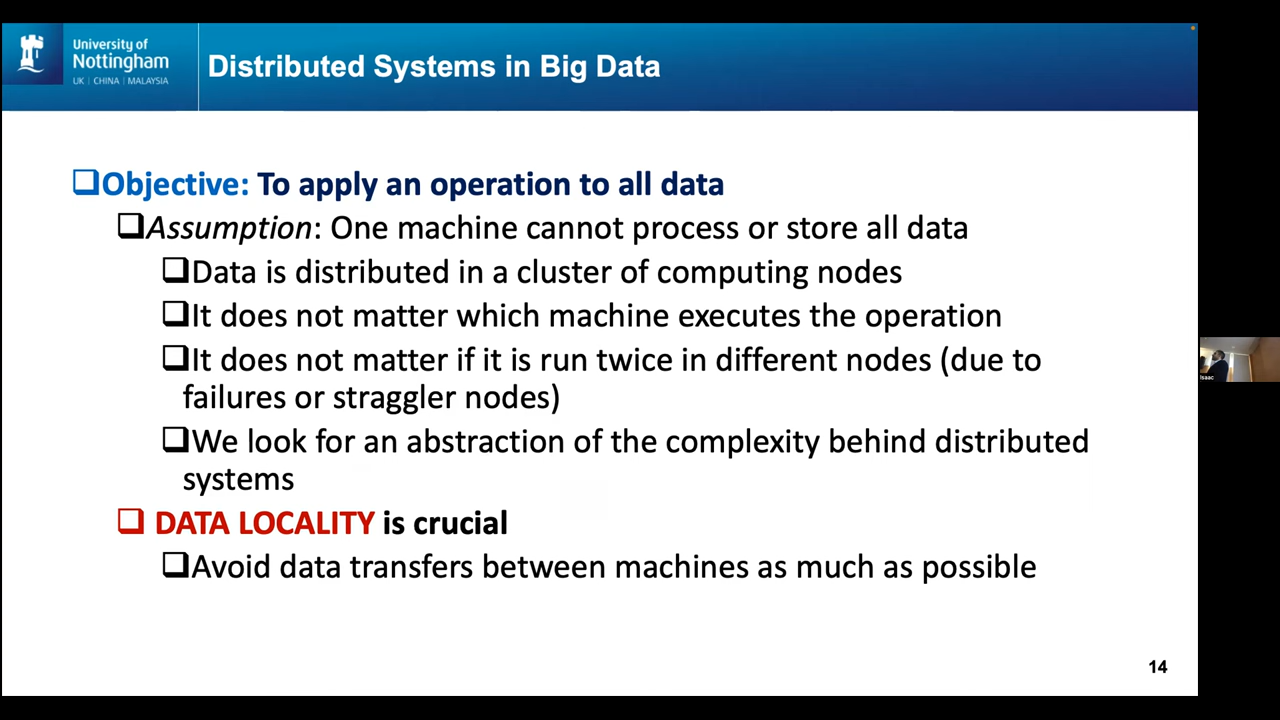 University of
Nottingham
UK | CHINA | MALAYSIA
Distributed Systems in Big Data
Objective: To apply an operation to all data
Assumption: One machine cannot process or store all data
Data is distributed in a cluster of computing nodes
It does not matter which machine executes the operation
It does not matter if it is run twice in different nodes (due to
failures or straggler nodes)
We look for an abstraction of the complexity behind distributed
systems
DATA LOCALITY is crucial
Avoid data transfers between machines as much as possible
14
Isaac